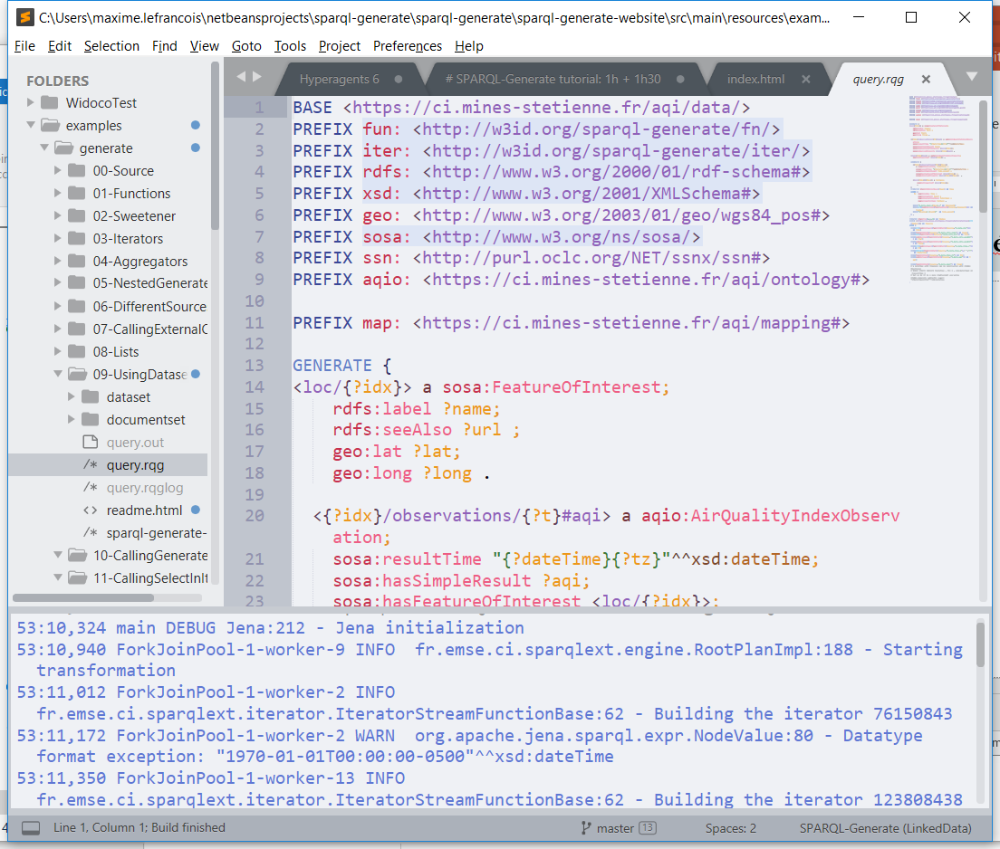 C:\Users\maxime.lefrancois\netbeansprojects\sparql-generate\sparql-generate\sparql-generate-website\src\main\resources\exam...
File Edit Selection Find View Goto Tools Project Preferences Help
FOLDERS
WidocoTest
examples
generate
00-Source
01-Functions
02-Sweetener
03-Iterators
04-Aggregators
05-NestedGenerate
06-DifferentSource
07-CallingExternalC
08-Lists
09-UsingDatase
dataset
documentset
query.out
query.rqg
query.rqglog
readme.html
sparql-generate-
10-CallingGenerate
11-CallingSelectInIt
Hyperagents 6
# SPARQL-Generate tutorial: 1h + 1h30
index.html
query.rqg
1 BASE <https://ci.mines-stetienne.fr/aqi/data/>
2 PREFIX fun: <http://w3id.org/sparql-generate/fn/>
3 PREFIX iter: <http://w3id.org/sparql-generate/iter/>
4 PREFIX rdfs: <http://www.w3.org/2000/01/rdf-schema#>
5 PREFIX xsd: <http://www.w3.org/2001/XMLSchema#>
6 PREFIX geo: <http://www.w3.org/2003/01/geo/wgs84_pos#>
7 PREFIX sosa: <http://www.w3.org/ns/sosa/>
8 PREFIX ssn: <http://purl.oclc.org/NET/ssnx/ssn#>
9 PREFIX aqio: <https://ci.mines-stetienne.fr/aqi/ontology#>
10
11 PREFIX map: <https://ci.mines-stetienne.fr/aqi/mapping#>
12
13 GENERATE {
14 <loc/{?idx}> a sosa:FeatureOfInterest;
15 rdfs:label ?name;
16 rdfs:seeAlso ?url ;
17 geo:lat ?lat;
18 geo:long ?long .
19
20 <{?idx}/observations/{?t}#aqi> a aqio:AirQualityIndexObserv
ation;
21 sosa:resultTime "{?dateTime}{?tz}"^^xsd:dateTime;
22 sosa:hasSimpleResult ?aqi;
23 sosa:hasFeatureOfInterest <loc/{?idx}>;
53:10,324 main DEBUG Jena:212 - Jena initialization
53:10,940 ForkJoinPool-1-worker-9 INFO fr.emse.ci.sparqlext.engine.RootPlanImpl:188 - Starting
transformation
53:11,012 ForkJoinPool-1-worker-2 INFO
fr.emse.ci.sparqlext.iterator.IteratorStreamFunctionBase:62 - Building the iterator 76150843
53:11,172 ForkJoinPool-1-worker-2 WARN org.apache.jena.sparql.expr.NodeValue:80 - Datatype
format exception: "1970-01-01T00:00:00-0500"^^xsd:dateTime
53:11,350 ForkJoinPool-1-worker-13 INFO
fr.emse.ci.sparqlext.iterator.IteratorStreamFunctionBase:62 - Building the iterator 123808438
Line 1, Column 1; Build finished
master 13
Spaces: 2
SPARQL-Generate (LinkedData)